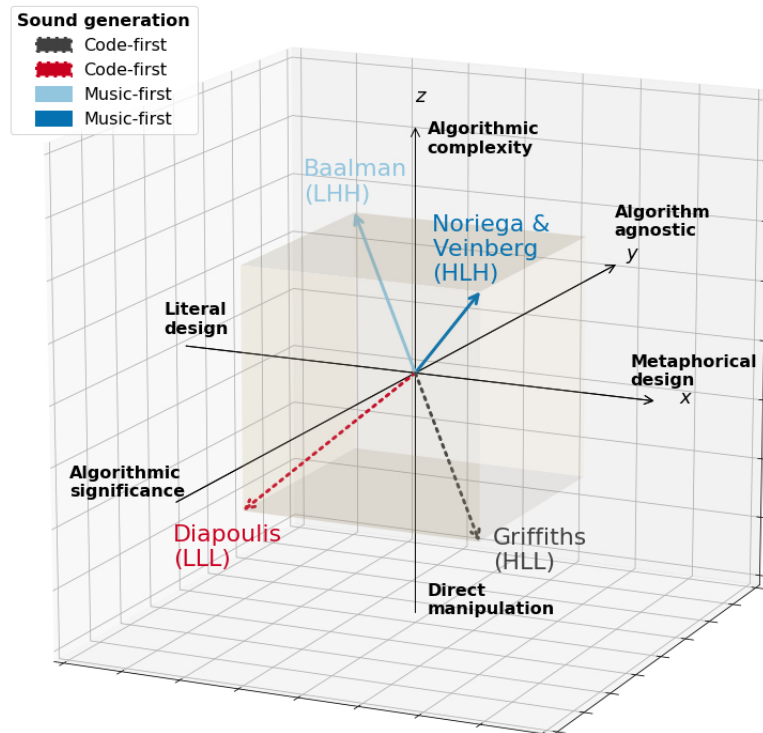 Sound generation
Code-first
Code-first
Music-first
Music-first
z
Algorithmic
complexity
Baalman
(LHH)
Noriega &
Veinberg
(HLH)
Algorithm
agnostic
y
Literal
design
Metaphorical
design
x
Algorithmic
significance
Diapoulis
(LLL)
Griffiths
(HLL)
Direct
manipulation